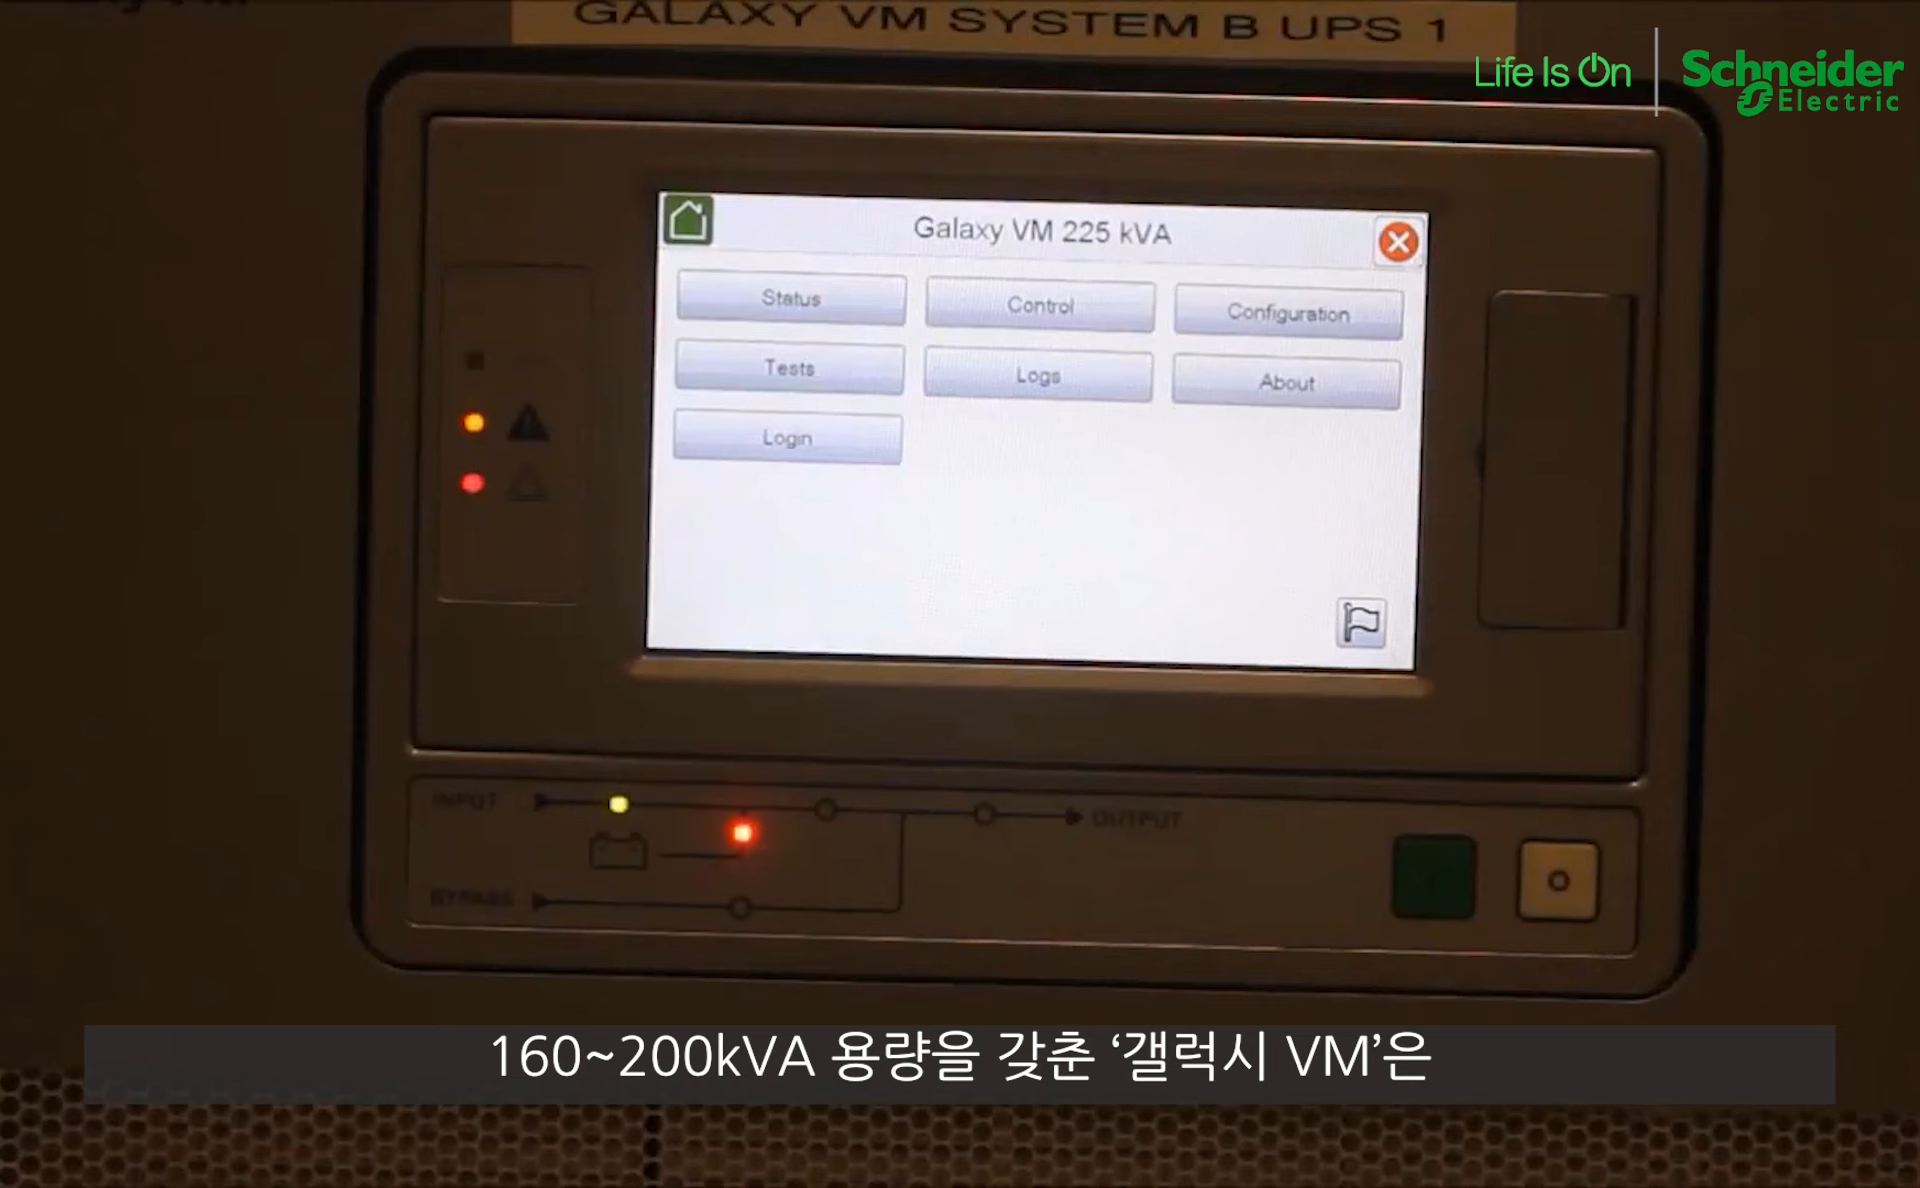 GALAXY VM SYSTEM B UPS 1
Life Is On
Schneider
Electric
Galaxy VM 225 kVA
Status
Control
Configuration
Tests
Logs
About
Login
INPUT
OUTPUT
BYPASS
160~200kVA 용량을 갖춘 ‘갤럭시 VM’은